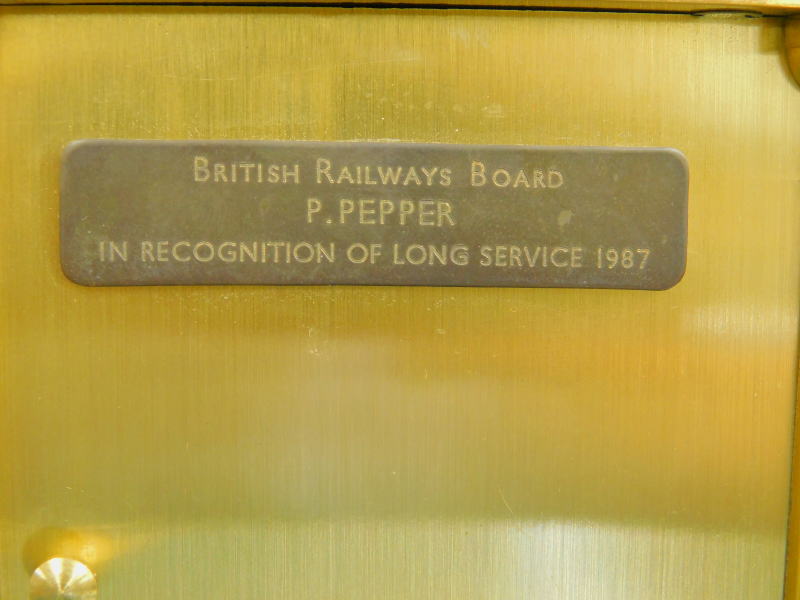 British Railways Board
P. PEPPER
IN RECOGNITION OF LONG SERVICE 1987